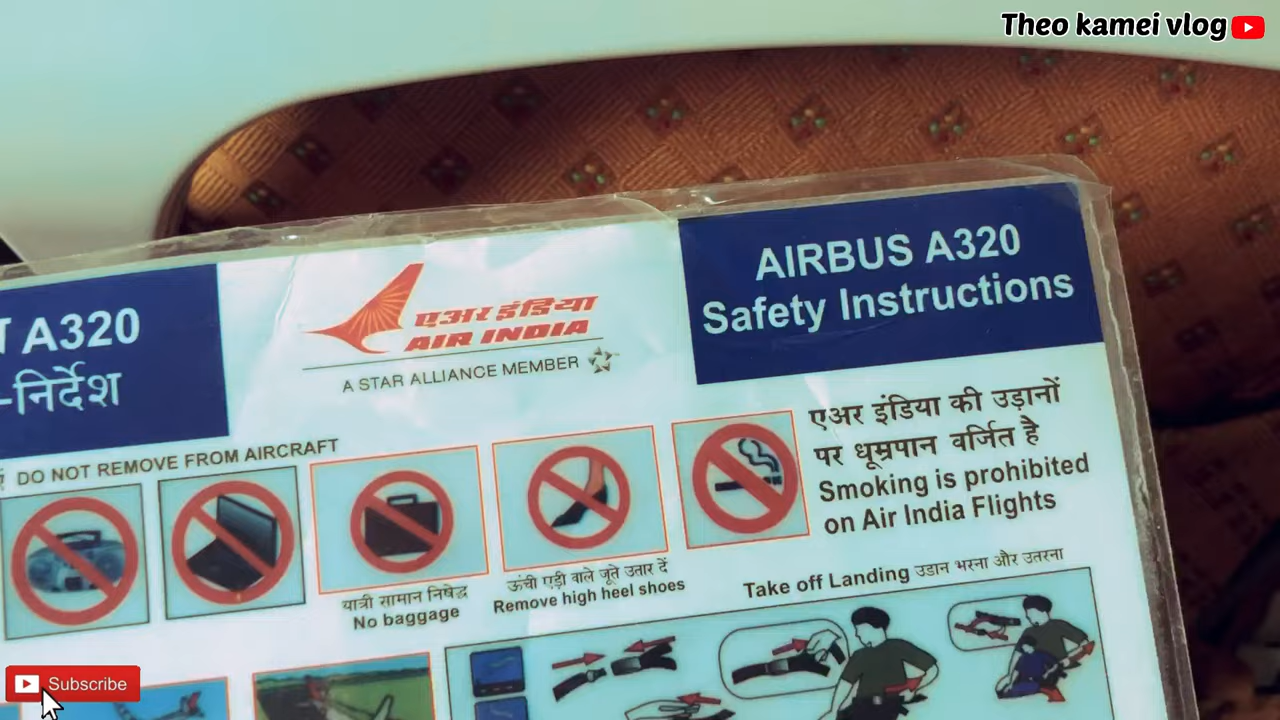 Theo kamei vlog
A320
-निर्देश
एअर इंडिया
AIR INDIA
A STAR ALLIANCE MEMBER
AIRBUS A320
Safety Instructions
DO NOT REMOVE FROM AIRCRAFT
एअर इंडिया की उड़ानों
पर धूम्रपान वर्जित है
Smoking is prohibited
on Air India Flights
यात्री सामान निषेद्ध
No baggage
ऊंची एड़ी वाले जूते उतार दें
Remove high heel shoes
Take off Landing उडान भरना और उतरना
Subscribe